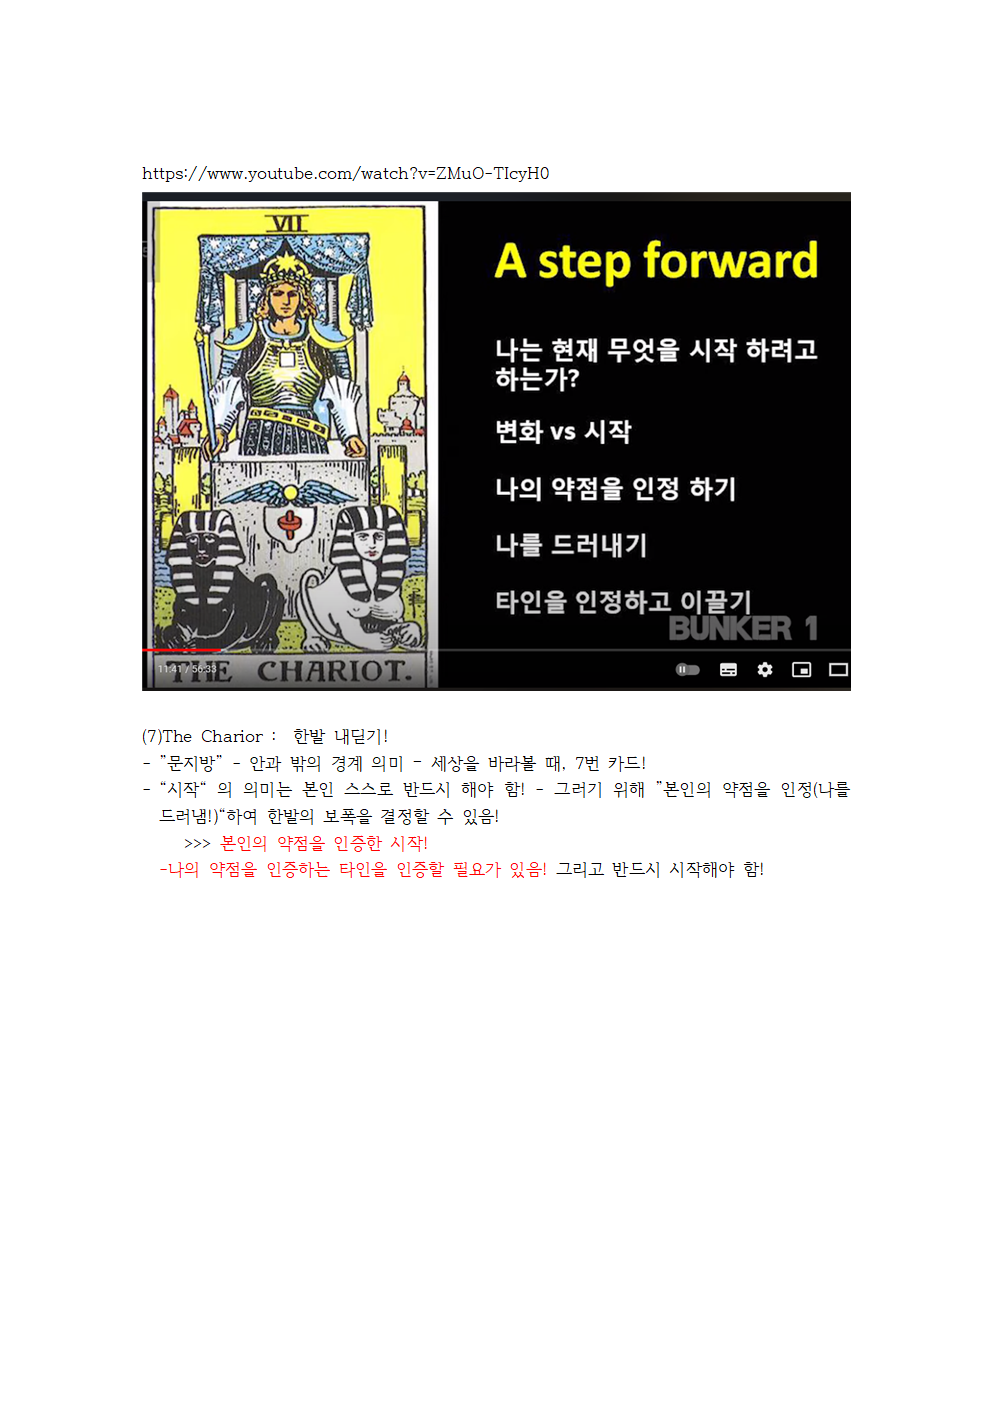 https://www.youtube.com/watch?v=ZMuO-TIcyH0
VII
A step forward
나는 현재 무엇을 시작 하려고
하는가?
변화 vs 시작
나의 약점을 인정 하기
나를 드러내기
타인을 인정하고 이끌기
BUNKER 1
11:41 / 56:33
THE CHARIOT.
(7)The Charior : 한발 내딛기!
- ”문지방” - 안과 밖의 경계 의미 - 세상을 바라볼 때, 7번 카드!
- “시작“ 의 의미는 본인 스스로 반드시 해야 함! - 그러기 위해 ”본인의 약점을 인정(나를
드러냄!)“하여 한발의 보폭을 결정할 수 있음!
>>> 본인의 약점을 인증한 시작!
-나의 약점을 인증하는 타인을 인증할 필요가 있음! 그리고 반드시 시작해야 함!